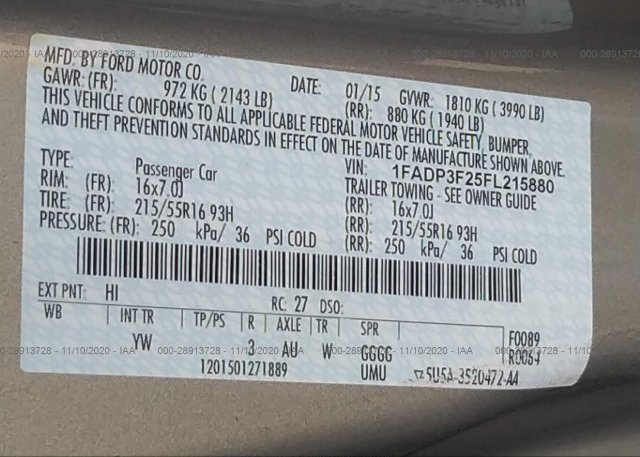 000-28913728 - 11/10/2020 - IAA
MFD. BY FORD MOTOR CO. DATE: 01/15 GVWR: 1810 KG ( 3990 LB)
GAWR: (FR): 972 KG ( 2143 LB) (RR): 880 KG ( 1940 LB)
THIS VEHICLE CONFORMS TO ALL APPLICABLE FEDERAL MOTOR VEHICLE SAFETY, BUMPER,
AND THEFT PREVENTION STANDARDS IN EFFECT ON THE DATE OF MANUFACTURE SHOWN ABOVE.
VIN: 1FADP3F25FL215880
TYPE: Passenger Car TRAILER TOWING - SEE OWNER GUIDE
RIM: (FR): 16x7.0J (RR): 16x7.0J
TIRE: (FR): 215/55R16 93H (RR): 215/55R16 93H
PRESSURE: (FR): 250 kPa/ 36 PSI COLD (RR): 250 kPa/ 36 PSI COLD
EXT PNT: HI RC: 27 DSO:
WB INT TR TP/PS R AXLE TR SPR F0089
YW 3 AU W GGGG
1201501271889 UMU 5U5A-3520472-AA
000-28913728 - 11/10/2020 - IAA